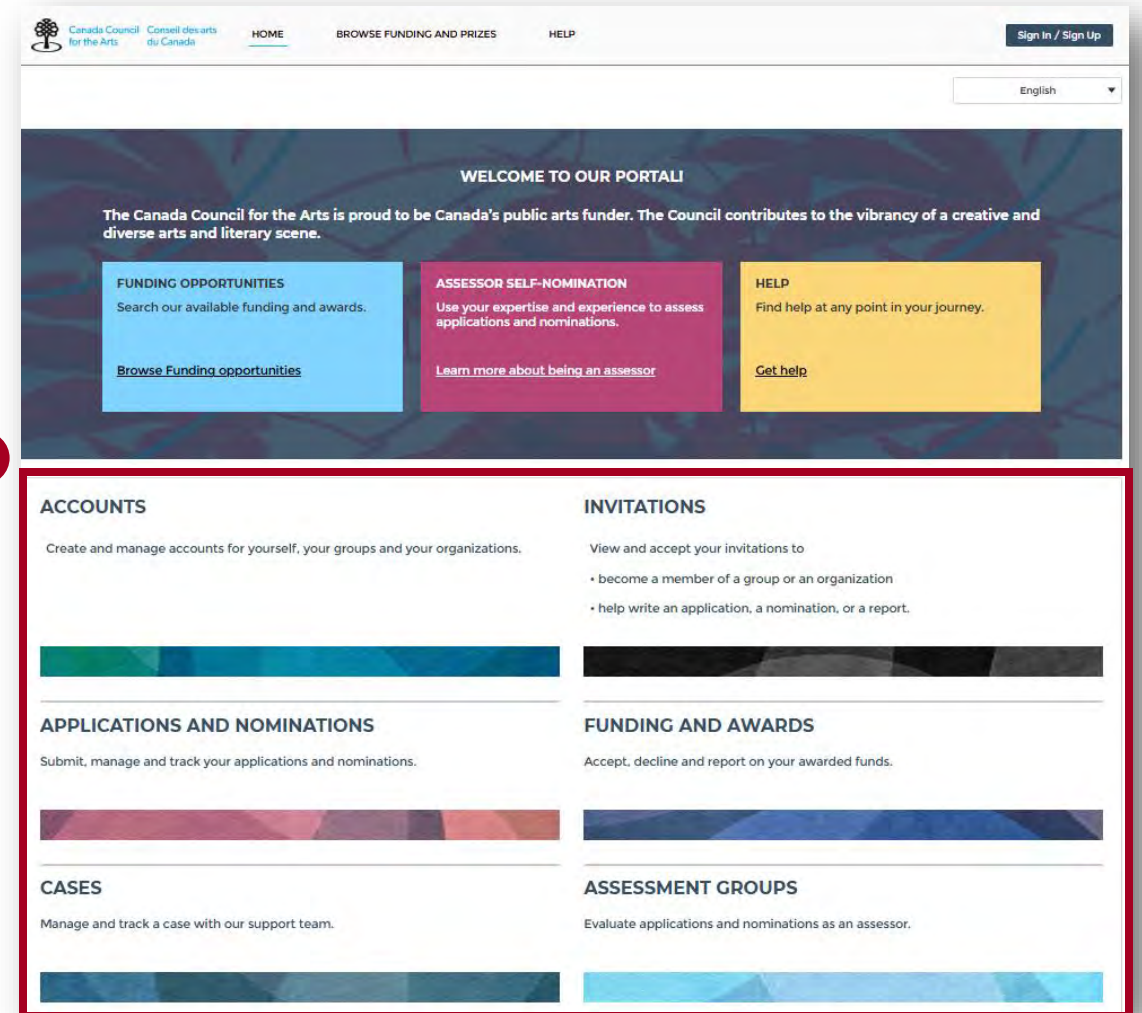 Canada Council Conseil des arts
for the Arts du Canada
HOME
BROWSE FUNDING AND PRIZES
HELP
Sign In / Sign Up
English
WELCOME TO OUR PORTAL!
The Canada Council for the Arts is proud to be Canada's public arts funder. The Council contributes to the vibrancy of a creative and
diverse arts and literary scene.
FUNDING OPPORTUNITIES
Search our available funding and awards.
Browse Funding opportunities
ASSESSOR SELF-NOMINATION
Use your expertise and experience to assess
applications and nominations.
Learn more about being an assessor
HELP
Find help at any point in your journey.
Get help
ACCOUNTS
Create and manage accounts for yourself, your groups and your organizations.
INVITATIONS
View and accept your invitations to
• become a member of a group or an organization
• help write an application, a nomination, or a report.
APPLICATIONS AND NOMINATIONS
Submit, manage and track your applications and nominations.
FUNDING AND AWARDS
Accept, decline and report on your awarded funds.
CASES
Manage and track a case with our support team.
ASSESSMENT GROUPS
Evaluate applications and nominations as an assessor.